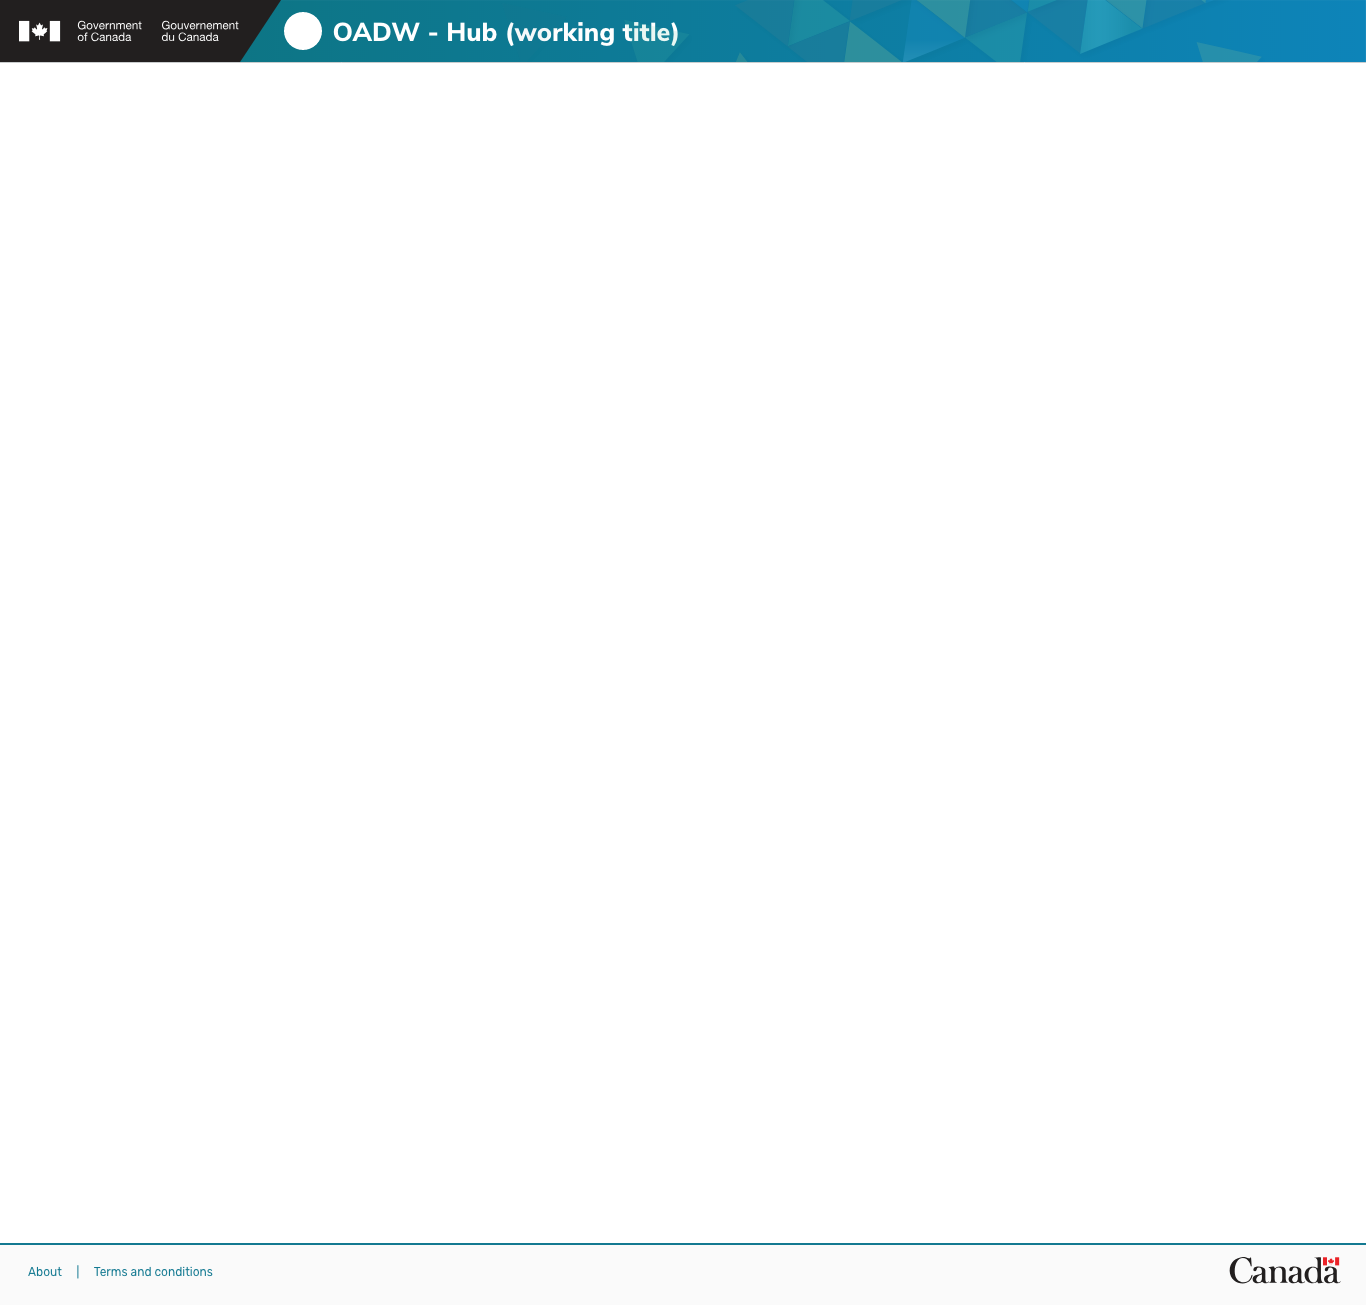 Government
of Canada
Gouvernement
du Canada
OADW - Hub (working title)
About | Terms and conditions
Canada